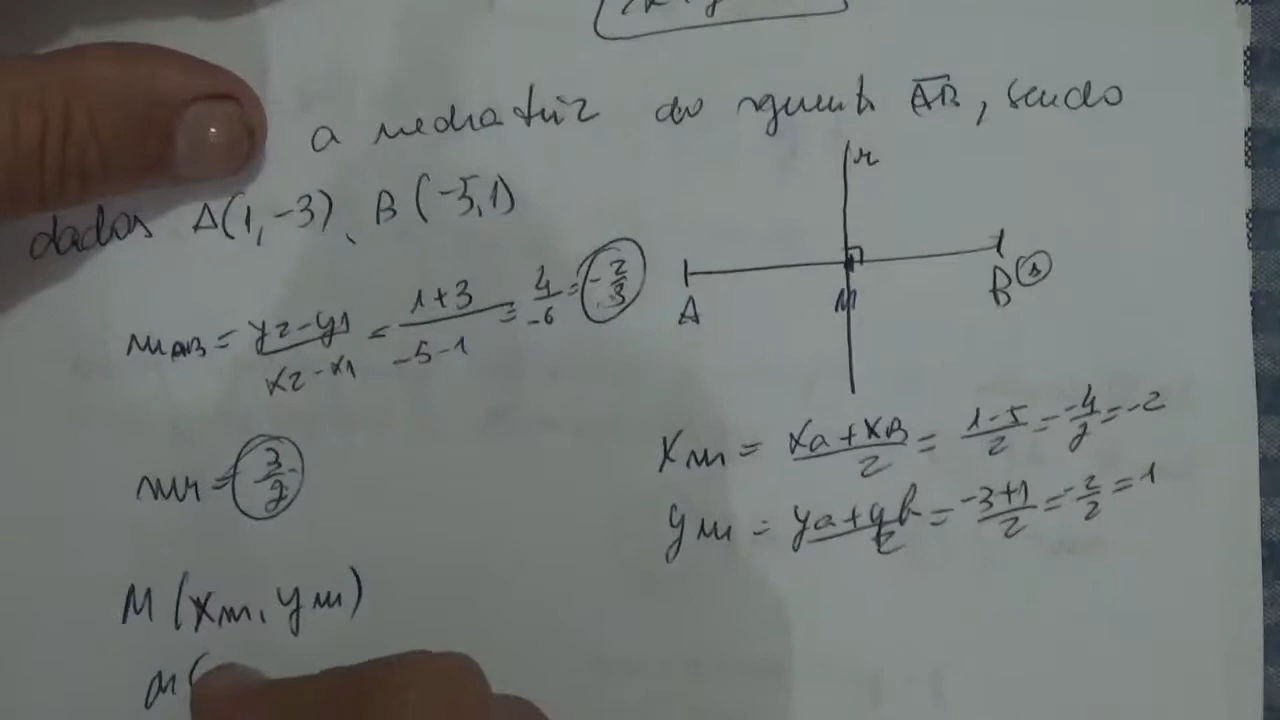 a mediatriz do segmento AB, sendo
dados A(1,-3), B(-5,1)
r
A M B s
mAB = y2-y1/x2-x1 = 1+3/-5-1 = 4/-6 = -2/3
mr = 3/2
xm = xa+xB/2 = 1-5/2 = -4/2 = -2
ym = ya+yb/2 = -3+1/2 = -2/2 = 1
M(xm, ym)
M(